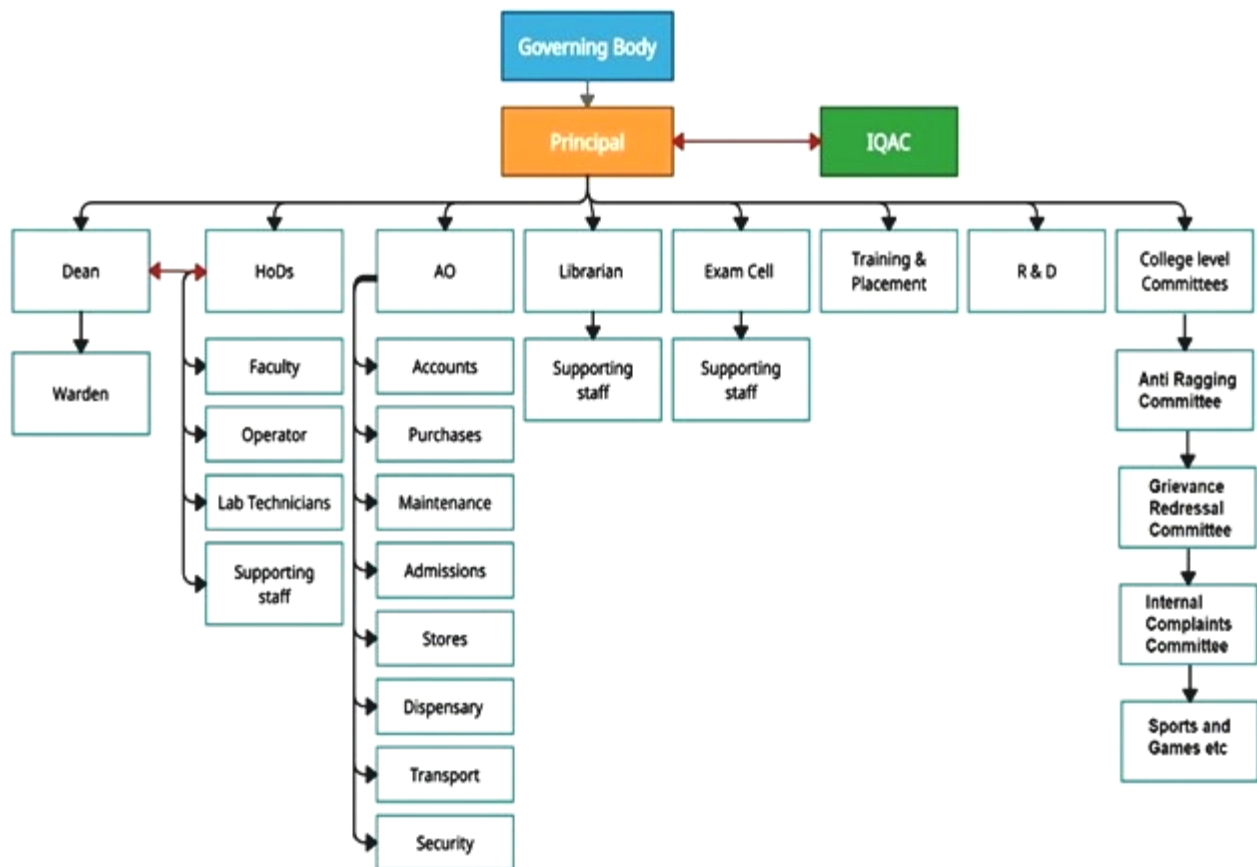 Governing Body
Principal
IQAC
Dean
HoDs
AO
Librarian
Exam Cell
Training &
Placement
R & D
College level
Committees
Warden
Faculty
Operator
Lab Technicians
Supporting
staff
Accounts
Purchases
Maintenance
Admissions
Stores
Dispensary
Transport
Security
Supporting
staff
Supporting
staff
Anti Ragging
Committee
Grievance
Redressal
Committee
Internal
Complaints
Committee
Sports and
Games etc